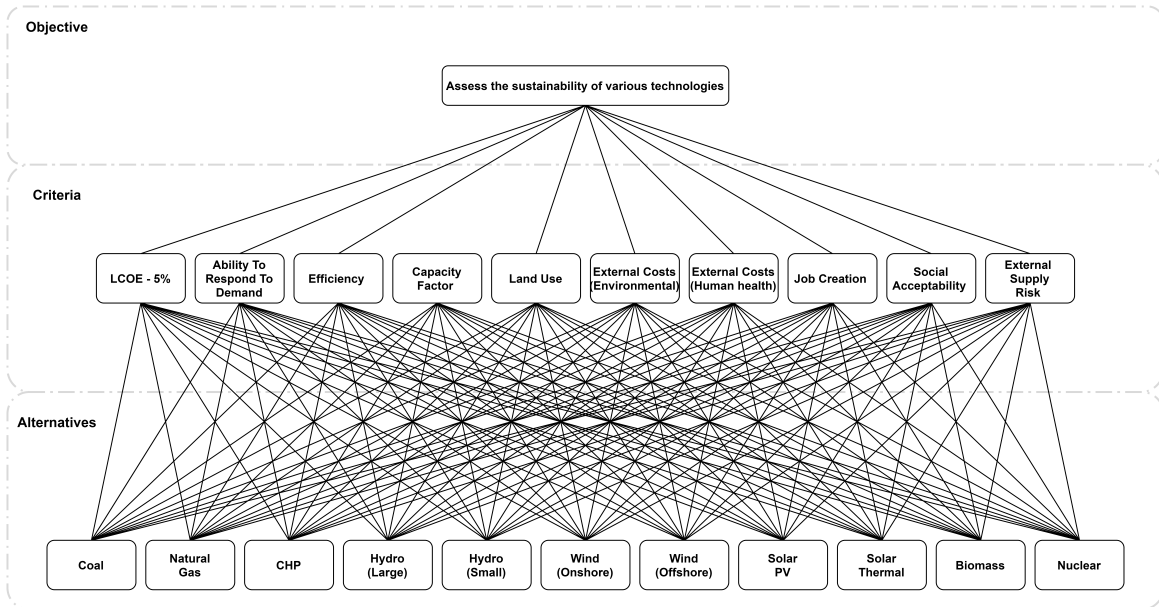 Objective
Assess the sustainability of various technologies
Criteria
LCOE - 5%
Ability To
Respond To
Demand
Efficiency
Capacity
Factor
Land Use
External Costs
(Environmental)
External Costs
(Human health)
Job Creation
Social
Acceptability
External
Supply
Risk
Alternatives
Coal
Natural
Gas
CHP
Hydro
(Large)
Hydro
(Small)
Wind
(Onshore)
Wind
(Offshore)
Solar
PV
Solar
Thermal
Biomass
Nuclear